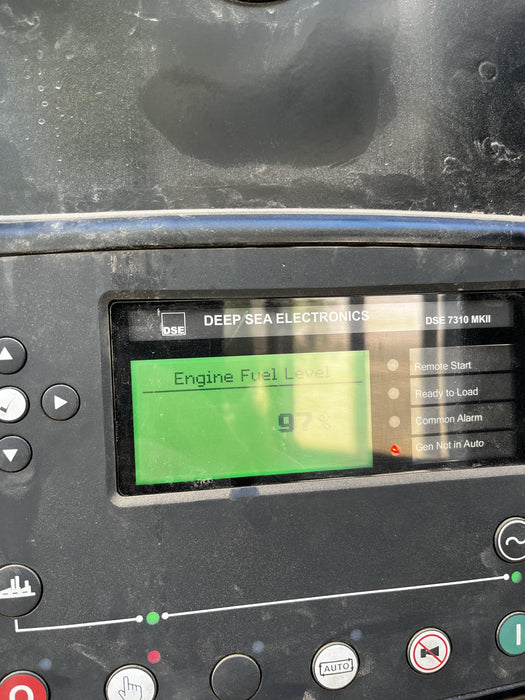 DSE
DEEP SEA ELECTRONICS
DSE 7310 MKII
Engine Fuel Level
97%
Remote Start
Ready to Load
Common Alarm
Gen Not in Auto
AUTO